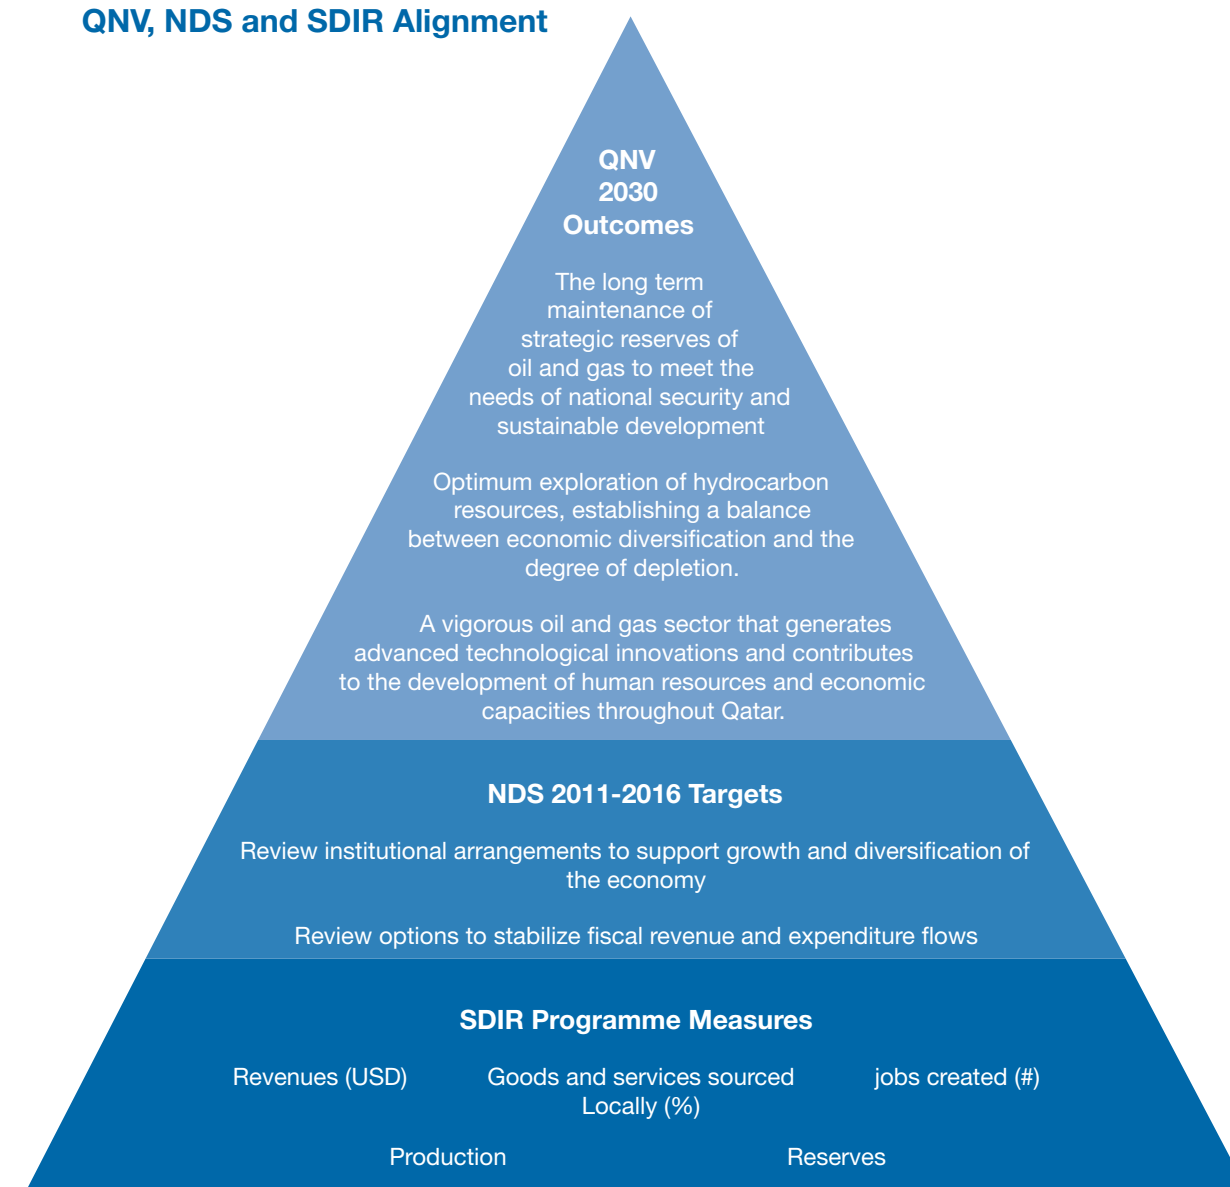 QNV, NDS and SDIR Alignment
QNV
2030
Outcomes
The long term
maintenance of
strategic reserves of
oil and gas to meet the
needs of national security and
sustainable development
Optimum exploration of hydrocarbon
resources, establishing a balance
between economic diversification and the
degree of depletion.
A vigorous oil and gas sector that generates
advanced technological innovations and contributes
to the development of human resources and economic
capacities throughout Qatar.
NDS 2011-2016 Targets
Review institutional arrangements to support growth and diversification of
the economy
Review options to stabilize fiscal revenue and expenditure flows
SDIR Programme Measures
Revenues (USD)
Goods and services sourced
Locally (%)
jobs created (#)
Production
Reserves